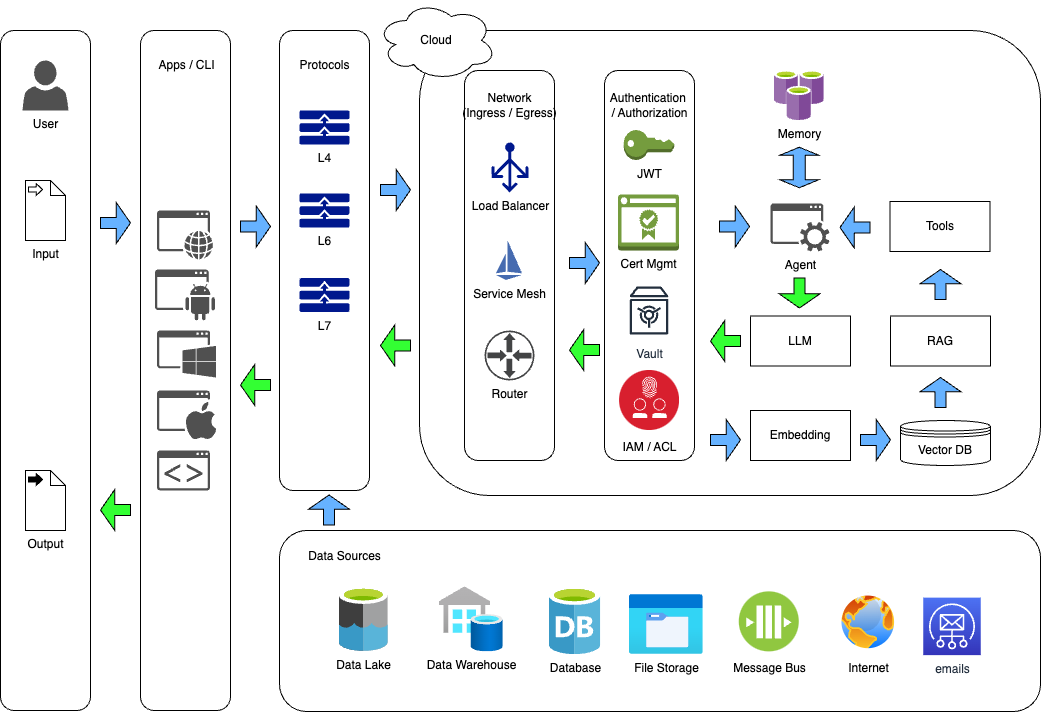 User
Input
Output
Apps / CLI
Protocols
L4
L6
L7
Cloud
Network
(Ingress / Egress)
Load Balancer
Service Mesh
Router
Authentication
/ Authorization
JWT
Cert Mgmt
Vault
IAM / ACL
Memory
Agent
Tools
LLM
RAG
Embedding
Vector DB
Data Sources
Data Lake
Data Warehouse
DB
Database
File Storage
Message Bus
Internet
emails